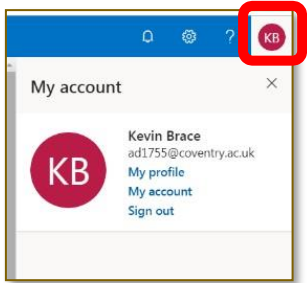 ? KB
My account
KB
Kevin Brace
ad1755@coventry.ac.uk
My profile
My account
Sign out